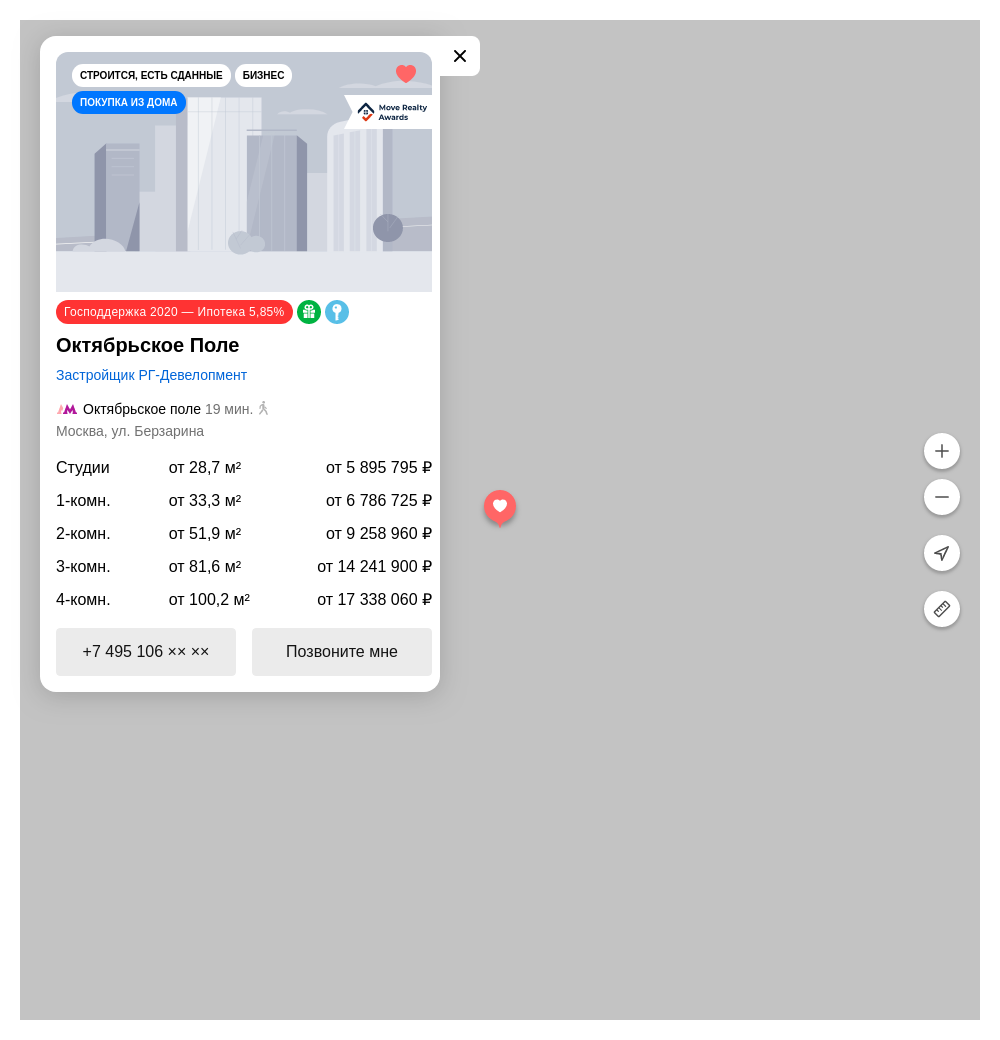 СТРОИТСЯ, ЕСТЬ СДАННЫЕ БИЗНЕС
ПОКУПКА ИЗ ДОМА
Move Realty
Awards
Господдержка 2020 — Ипотека 5,85%
Октябрьское Поле
Застройщик РГ-Девелопмент
Октябрьское поле 19 мин.
Москва, ул. Берзарина
Студии от 28,7 м² от 5 895 795 ₽
1-комн. от 33,3 м² от 6 786 725 ₽
2-комн. от 51,9 м² от 9 258 960 ₽
3-комн. от 81,6 м² от 14 241 900 ₽
4-комн. от 100,2 м² от 17 338 060 ₽
+7 495 106 ×× ×× Позвоните мне